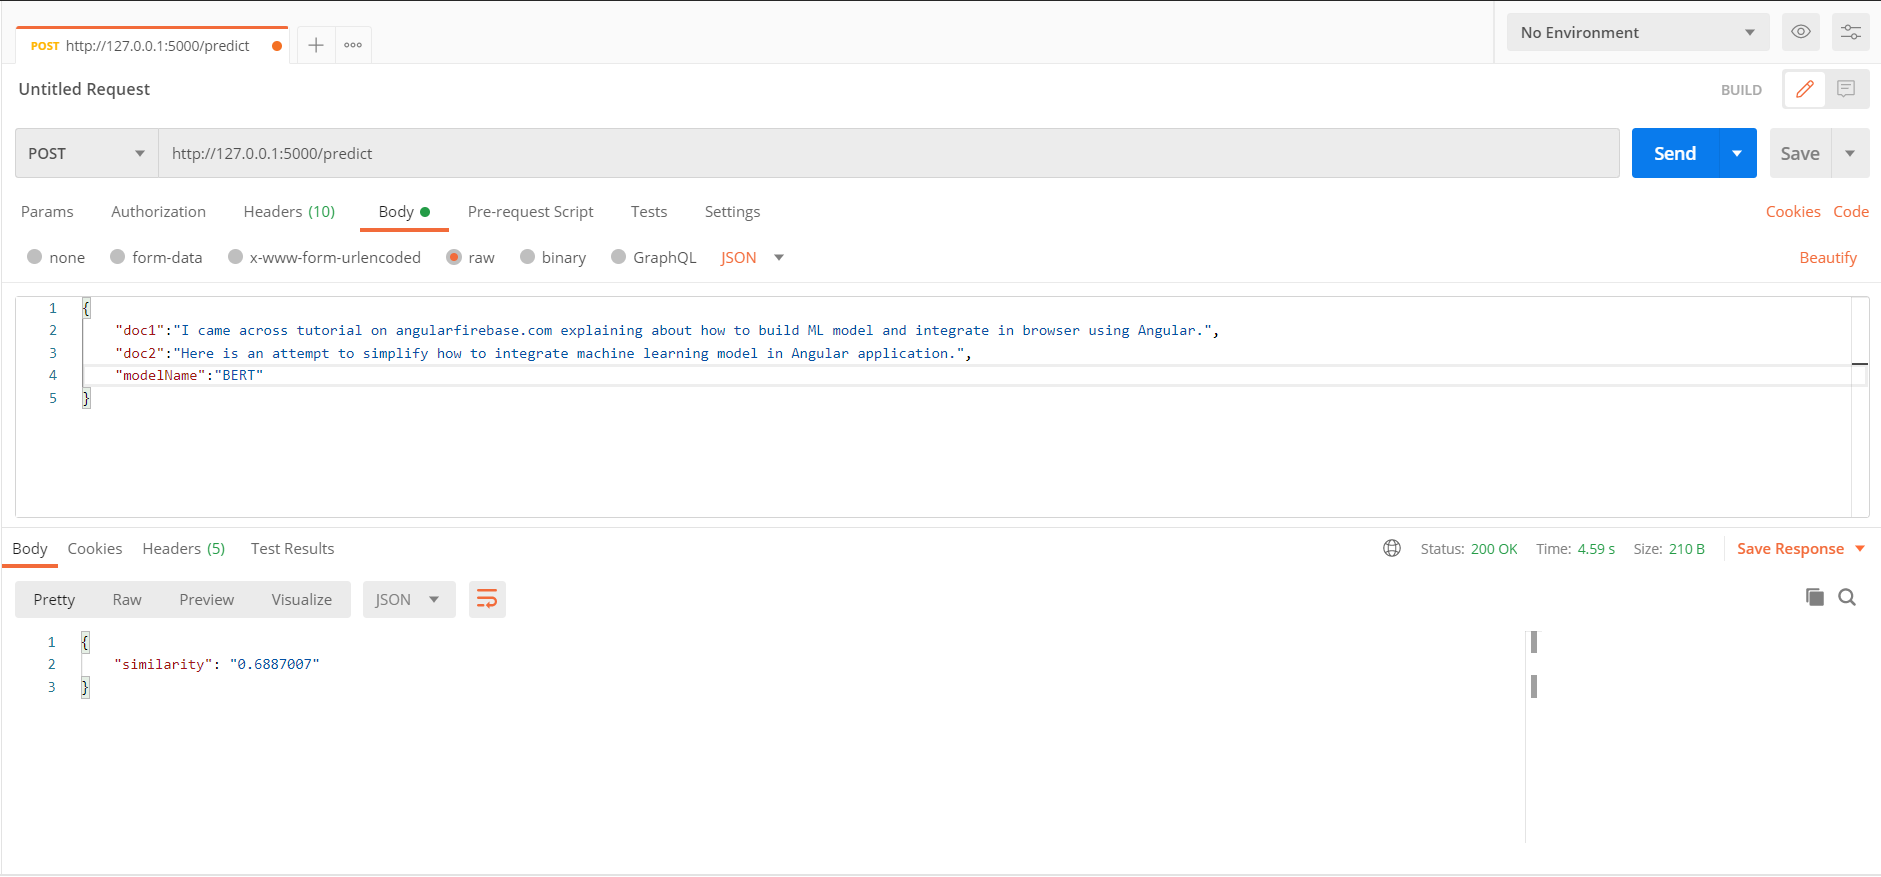 POST http://127.0.0.1:5000/predict
No Environment
Untitled Request
BUILD
POST
http://127.0.0.1:5000/predict
Send
Save
Params Authorization Headers (10) Body Pre-request Script Tests Settings
Cookies Code
none form-data x-www-form-urlencoded raw binary GraphQL JSON
Beautify
1 {
2 "doc1":"I came across tutorial on angularfirebase.com explaining about how to build ML model and integrate in browser using Angular.",
3 "doc2":"Here is an attempt to simplify how to integrate machine learning model in Angular application.",
4 "modelName":"BERT"
5 }
Body Cookies Headers (5) Test Results
Status: 200 OK Time: 4.59 s Size: 210 B Save Response
Pretty Raw Preview Visualize JSON
1 {
2 "similarity": "0.6887007"
3 }